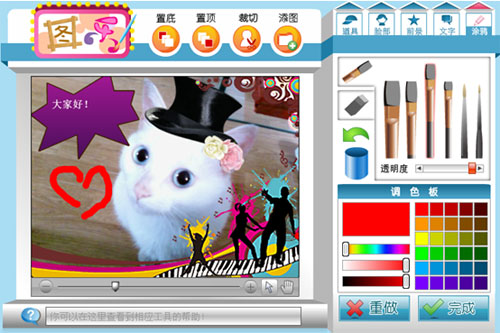 图
置底 置顶 裁切 添图
道具 脸部 前景 文字 涂鸦
大家好！
透明度
调色板
重做 完成
你可以在这里查看到相应工具的帮助！